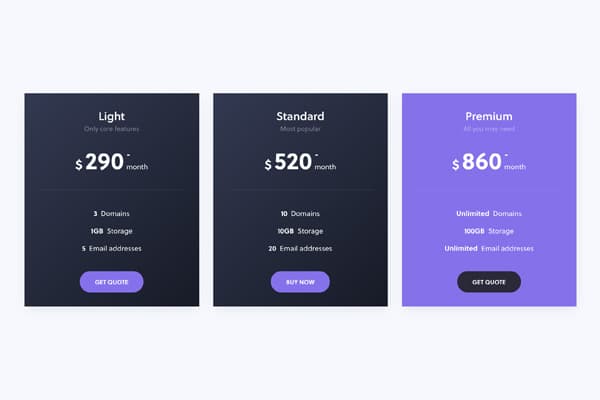 Light
Only core features
$290 - month
3 Domains
1GB Storage
5 Email addresses
GET QUOTE
Standard
Most popular
$520 - month
10 Domains
10GB Storage
20 Email addresses
BUY NOW
Premium
All you may need
$860 - month
Unlimited Domains
100GB Storage
Unlimited Email addresses
GET QUOTE